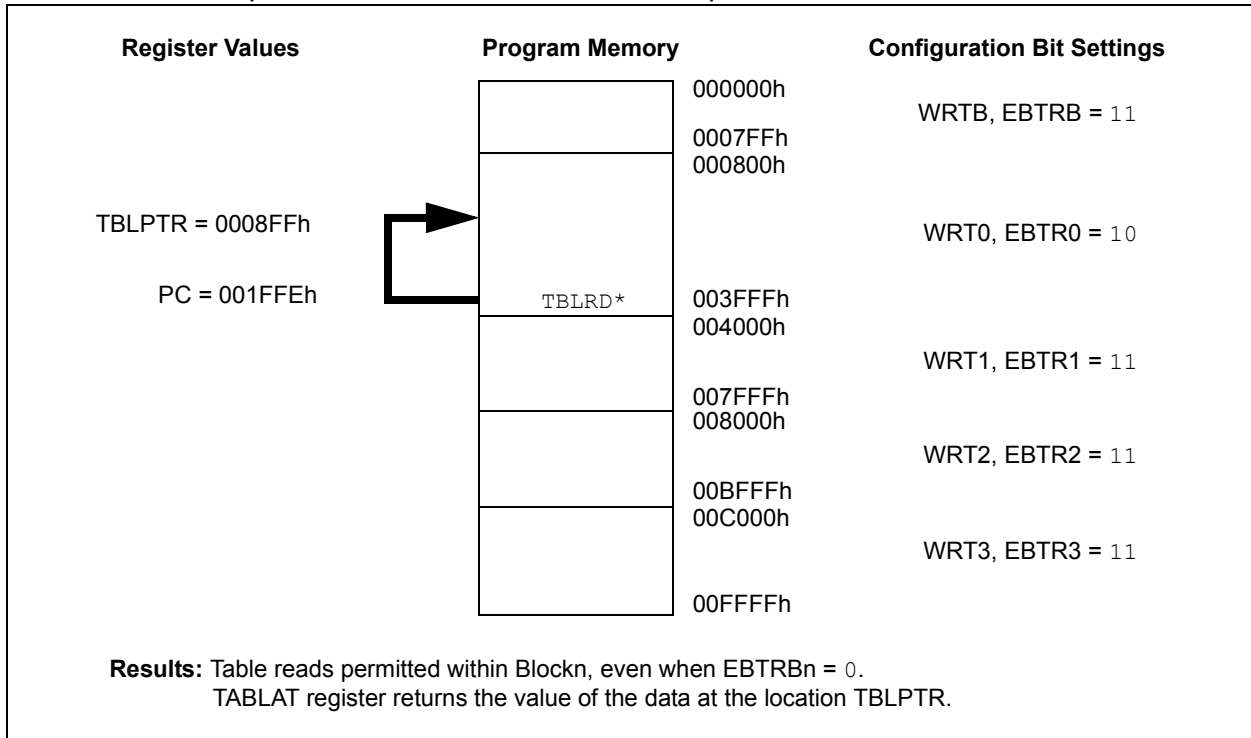 Register Values Program Memory Configuration Bit Settings
000000h
WRTB, EBTRB = 11
0007FFh
000800h
TBLPTR = 0008FFh
WRT0, EBTR0 = 10
PC = 001FFEh
TBLRD*
003FFFh
004000h
WRT1, EBTR1 = 11
007FFFh
008000h
WRT2, EBTR2 = 11
00BFFFh
00C000h
WRT3, EBTR3 = 11
00FFFFh
Results: Table reads permitted within Blockn, even when EBTRBn = 0.
TABLAT register returns the value of the data at the location TBLPTR.